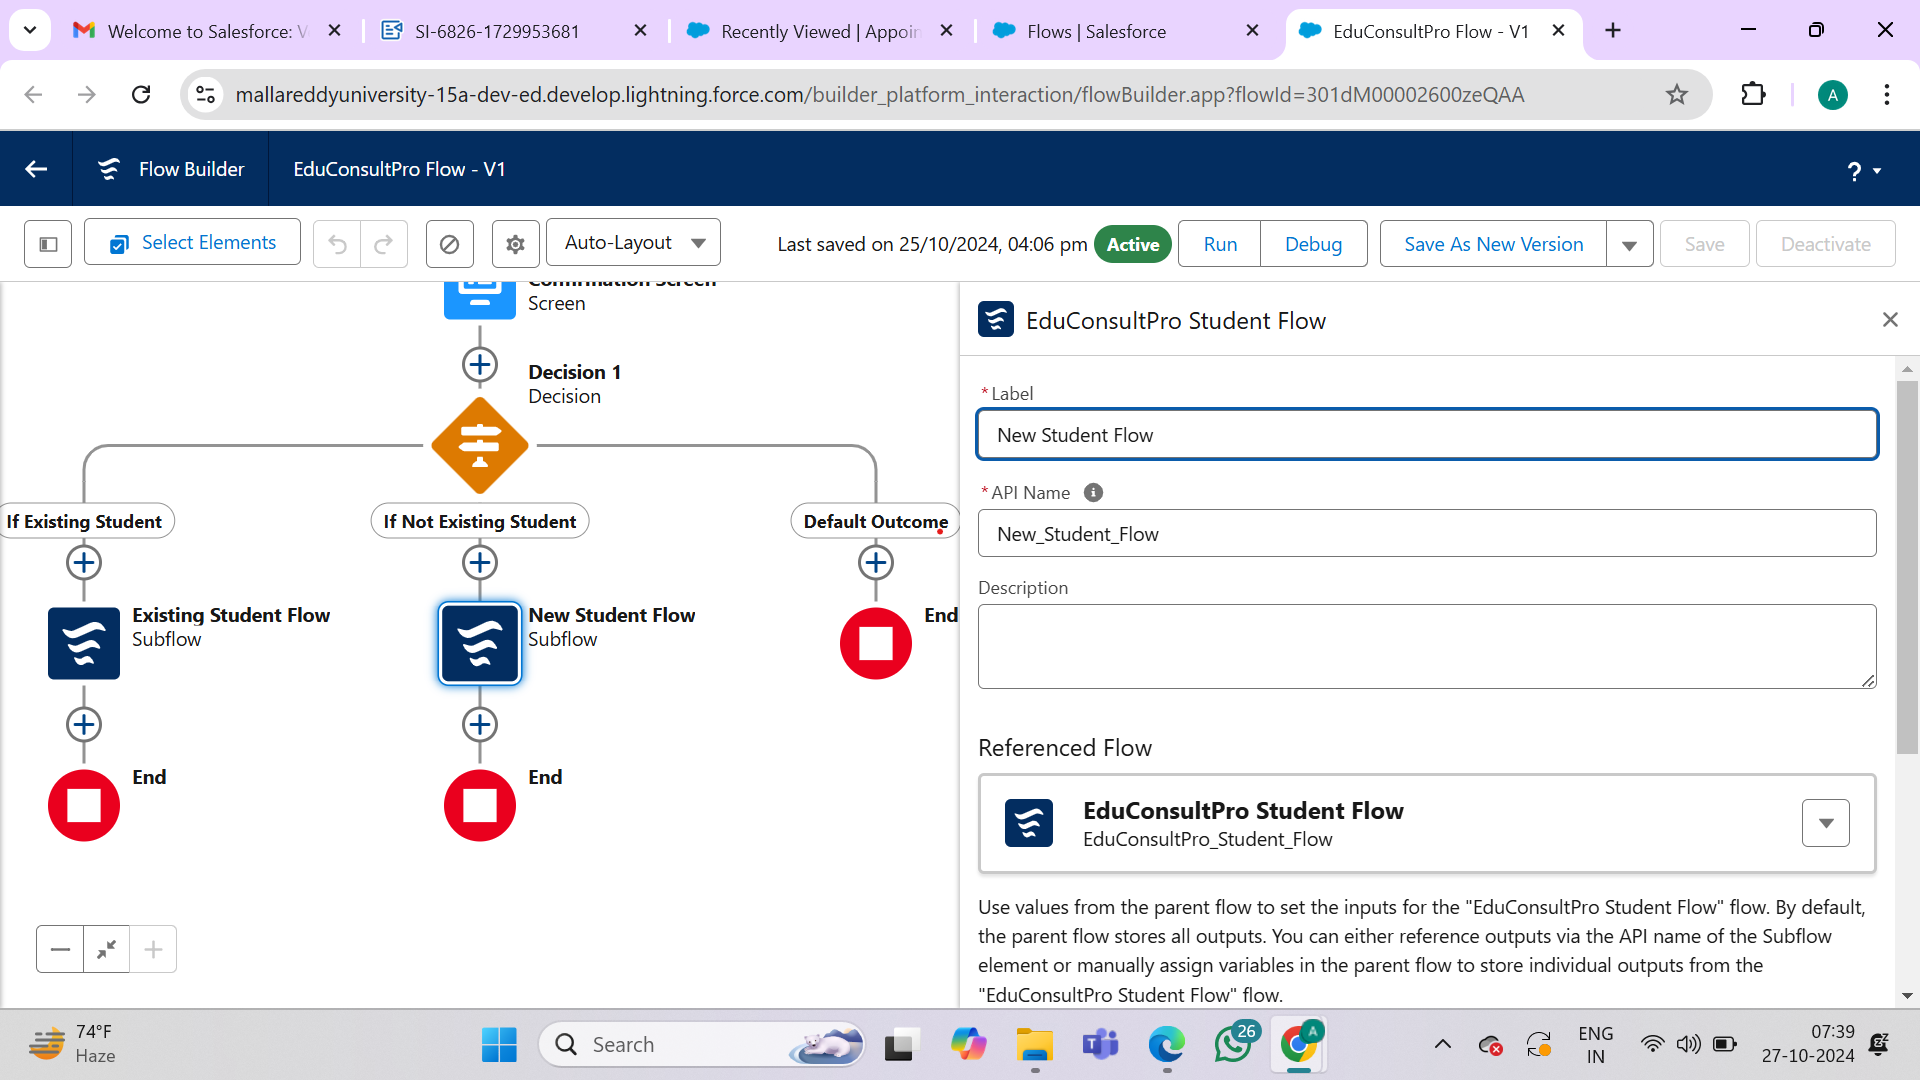 Welcome to Salesforce: V
SI-6826-1729953681
Recently Viewed | Appoin
Flows | Salesforce
EduConsultPro Flow - V1
mallareddyuniversity-15a-dev-ed.develop.lightning.force.com/builder_platform_interaction/flowBuilder.app?flowId=301dM00002600zeQAA
A
Flow Builder
EduConsultPro Flow - V1
?
Select Elements
Auto-Layout
Last saved on 25/10/2024, 04:06 pm
Active
Run
Debug
Save As New Version
Save
Deactivate
Confirmation Screen
Screen
Decision 1
Decision
If Existing Student
If Not Existing Student
Default Outcome
Existing Student Flow
Subflow
New Student Flow
Subflow
End
End
End
EduConsultPro Student Flow
*Label
New Student Flow
*API Name
New_Student_Flow
Description
Referenced Flow
EduConsultPro Student Flow
EduConsultPro_Student_Flow
Use values from the parent flow to set the inputs for the "EduConsultPro Student Flow" flow. By default,
the parent flow stores all outputs. You can either reference outputs via the API name of the Subflow
element or manually assign variables in the parent flow to store individual outputs from the
"EduConsultPro Student Flow" flow.
74°F
Haze
Search
26
A
ENG
IN
07:39
27-10-2024